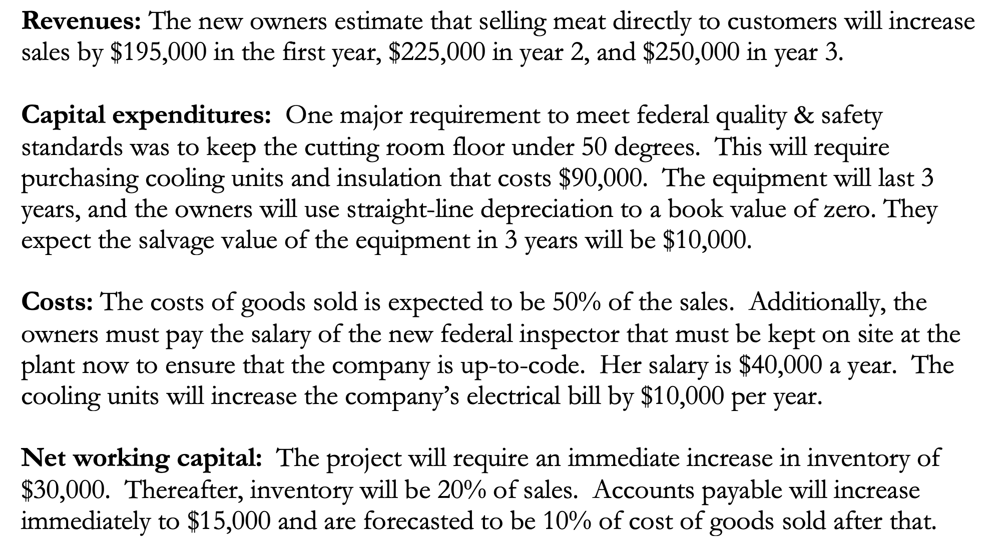 Revenues: The new owners estimate that selling meat directly to customers will increase
sales by $195,000 in the first year, $225,000 in year 2, and $250,000 in year 3.
Capital expenditures:  One major requirement to meet federal quality & safety
standards was to keep the cutting room floor under 50 degrees.  This will require
purchasing cooling units and insulation that costs $90,000.  The equipment will last 3
years, and the owners will use straight-line depreciation to a book value of zero. They
expect the salvage value of the equipment in 3 years will be $10,000.
Costs: The costs of goods sold is expected to be 50% of the sales.  Additionally, the
owners must pay the salary of the new federal inspector that must be kept on site at the
plant now to ensure that the company is up-to-code.  Her salary is $40,000 a year.  The
cooling units will increase the company’s electrical bill by $10,000 per year.
Net working capital:  The project will require an immediate increase in inventory of
$30,000.  Thereafter, inventory will be 20% of sales.  Accounts payable will increase
immediately to $15,000 and are forecasted to be 10% of cost of goods sold after that.